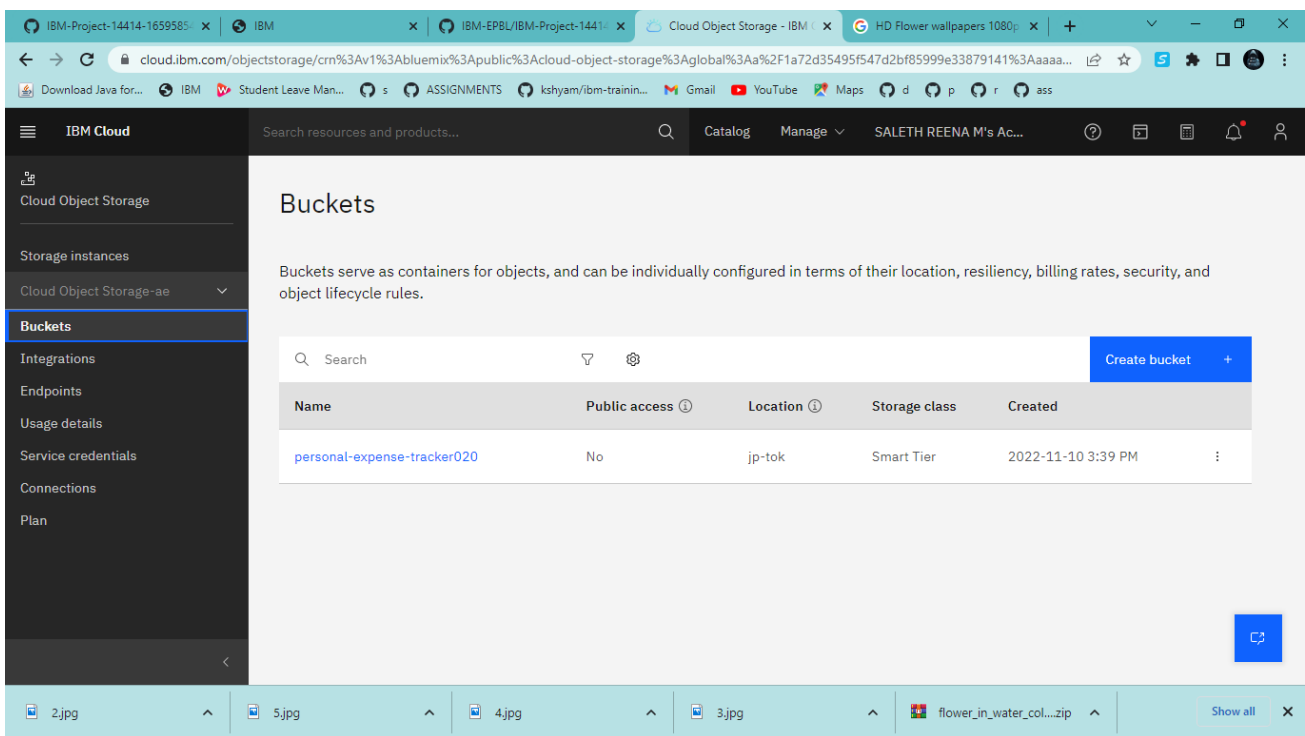 IBM-Project-14414-16595854
IBM
IBM-EPBL/IBM-Project-14414
Cloud Object Storage - IBM C
HD Flower wallpapers 1080p
cloud.ibm.com/objectstorage/crn%3Av1%3Abluemix%3Apublic%3Acloud-object-storage%3Aglobal%3Aa%2F1a72d35495f547d2bf85999e33879141%3Aaaaa...
Download Java for... IBM Student Leave Man... s ASSIGNMENTS kshyam/ibm-trainin... Gmail YouTube Maps d p r ass
IBM Cloud
Search resources and products...
Catalog
Manage
SALETH REENA M's Ac...
Cloud Object Storage
Storage instances
Cloud Object Storage-ae
Buckets
Integrations
Endpoints
Usage details
Service credentials
Connections
Plan
Buckets
Buckets serve as containers for objects, and can be individually configured in terms of their location, resiliency, billing rates, security, and
object lifecycle rules.
Search
Create bucket +
Name Public access Location Storage class Created
personal-expense-tracker020 No jp-tok Smart Tier 2022-11-10 3:39 PM
2.jpg 5.jpg 4.jpg 3.jpg flower_in_water_col....zip Show all